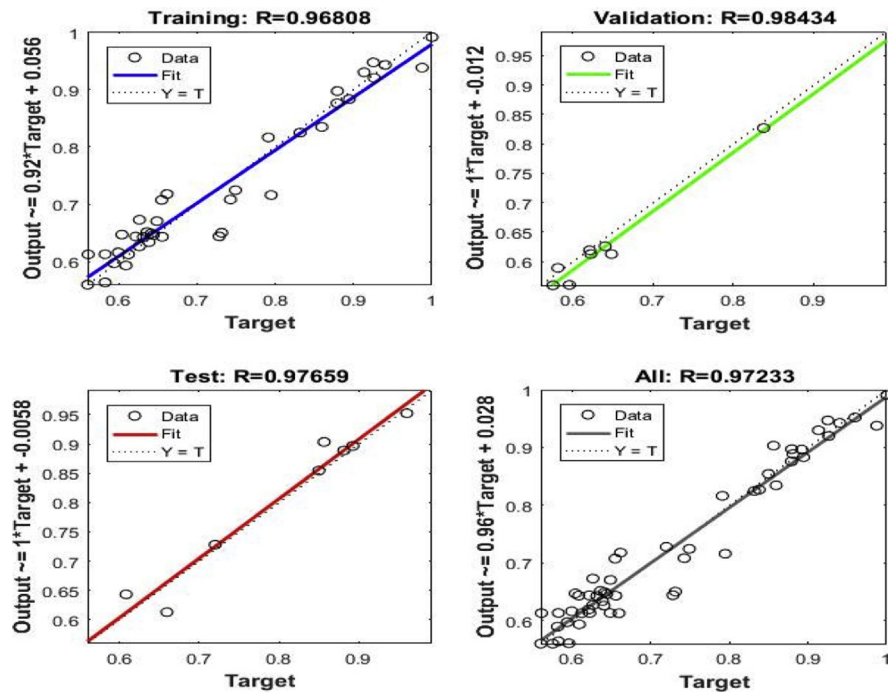 Training: R=0.96808
Output ~= 0.92*Target + 0.056
1
0.9
0.8
0.7
0.6
Data
Fit
Y = T
0.6 0.7 0.8 0.9 1
Target
Validation: R=0.98434
Output ~= 1*Target + -0.012
0.95
0.9
0.85
0.8
0.75
0.7
0.65
0.6
Data
Fit
Y = T
0.6 0.7 0.8 0.9
Target
Test: R=0.97659
Output ~= 1*Target + -0.0058
0.95
0.9
0.85
0.8
0.75
0.7
0.65
0.6
Data
Fit
Y = T
0.6 0.7 0.8 0.9
Target
All: R=0.97233
Output ~= 0.96*Target + 0.028
1
0.9
0.8
0.7
0.6
Data
Fit
Y = T
0.6 0.7 0.8 0.9 1
Target